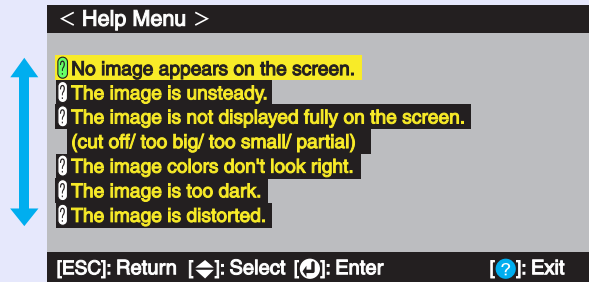 < Help Menu >
? No image appears on the screen.
? The image is unsteady.
? The image is not displayed fully on the screen.
(cut off/ too big/ too small/ partial)
? The image colors don't look right.
? The image is too dark.
? The image is distorted.
[ESC]: Return [◆]: Select [↵]: Enter [?]: Exit